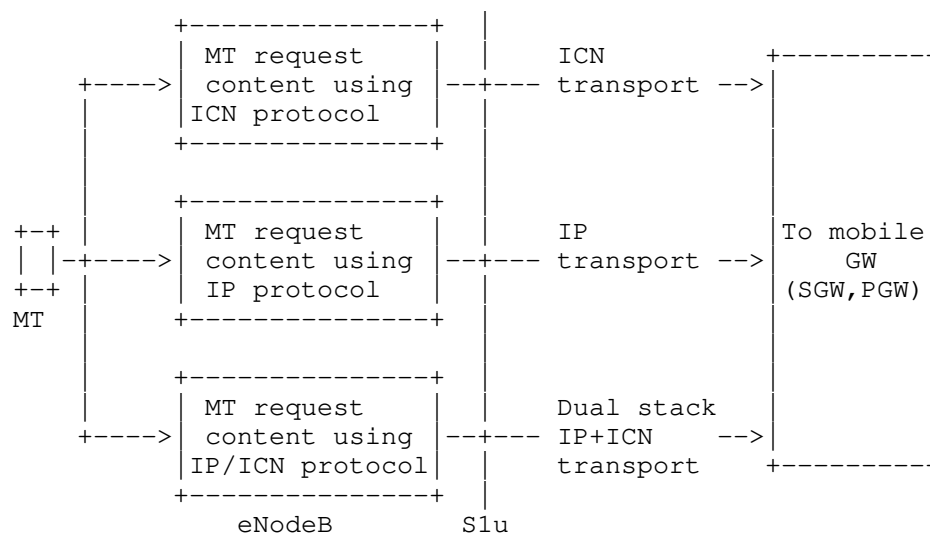 MT request
content using
ICN protocol
ICN
transport
MT request
content using
IP protocol
IP
transport
To mobile
GW
(SGW,PGW)
MT
MT request
content using
IP/ICN protocol
Dual stack
IP+ICN
transport
eNodeB
S1u